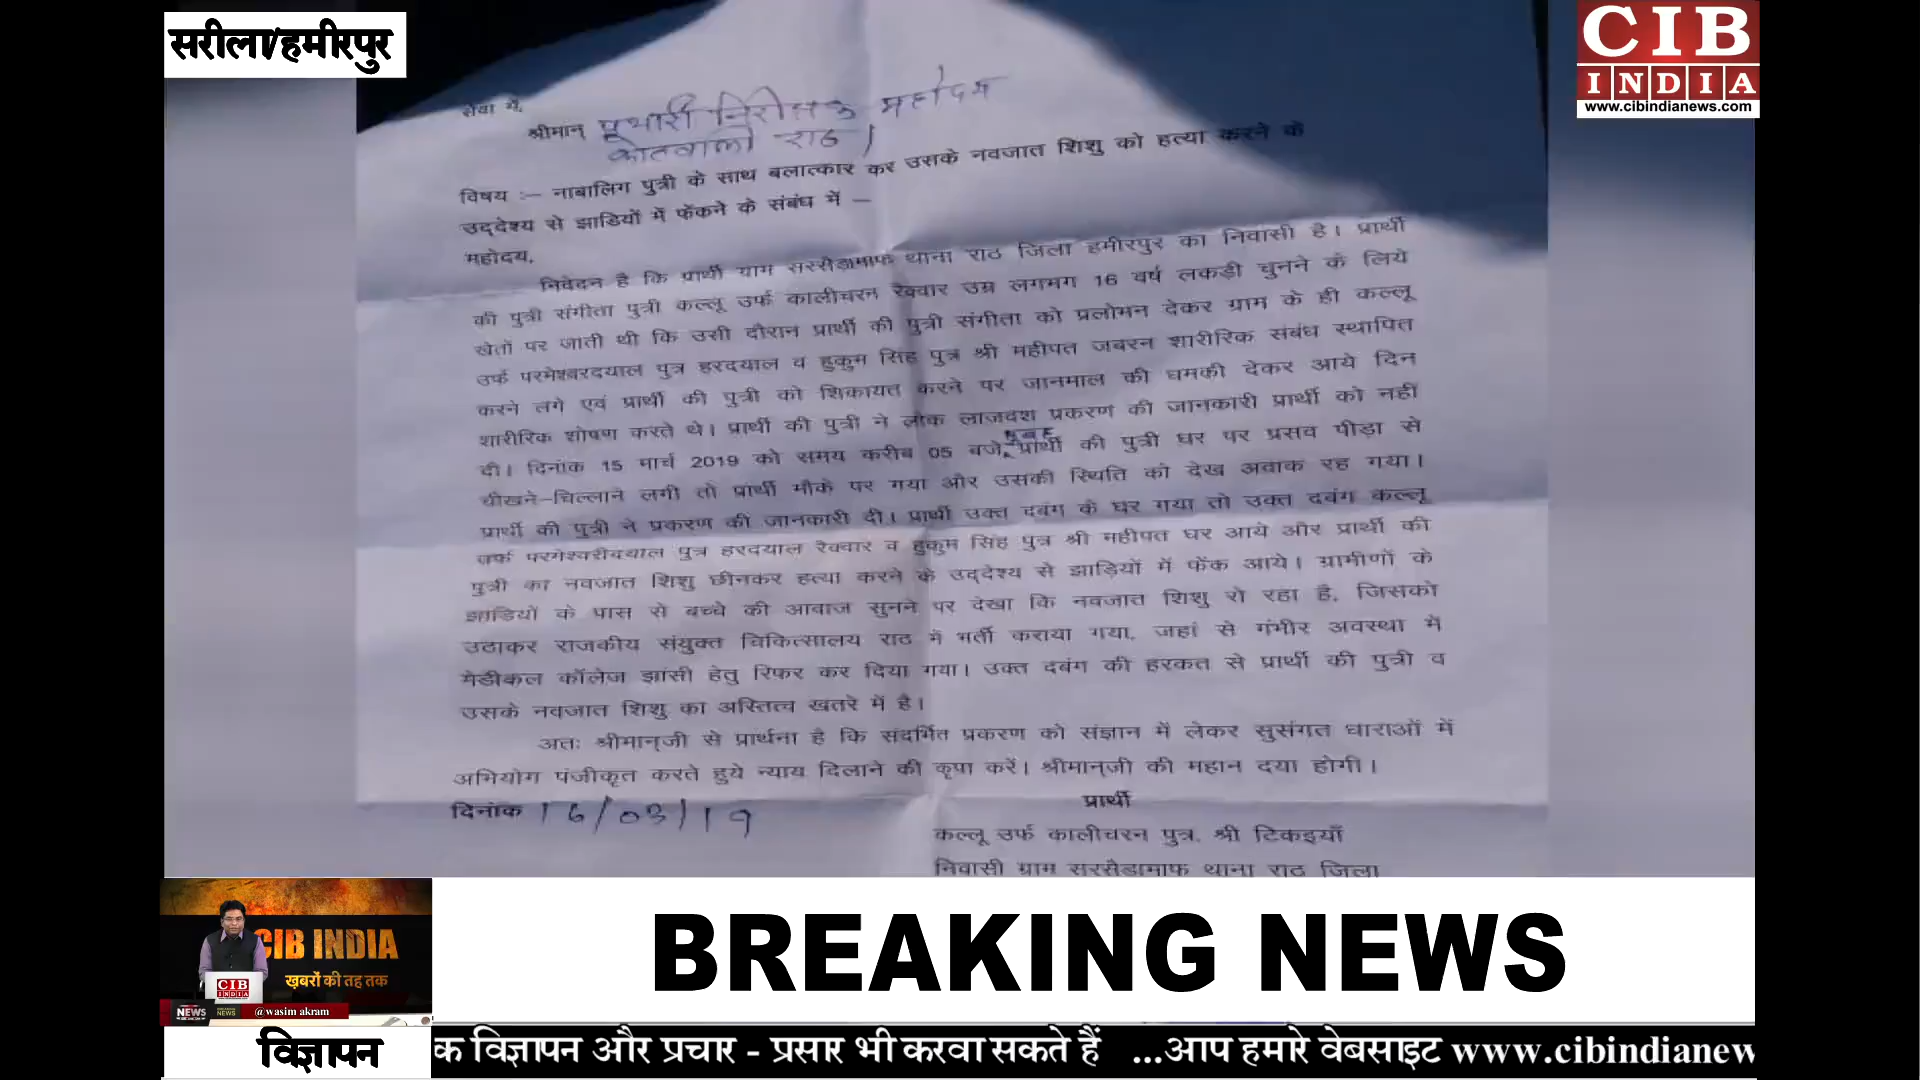 सरीला/हमीरपुर
CIB
INDIA
www.cibindianews.com
सेवा में,
श्रीमान् प्रभारी निरीक्षक महोदय
कोतवाली राठ।
विषय :– नाबालिग पुत्री के साथ बलात्कार कर उसके नवजात शिशु को हत्या करने के
उद्देश्य से झाडियों में फेंकने के संबंध में –
महोदय,
निवेदन है कि प्रार्थी ग्राम सरसैडामाफ थाना राठ जिला हमीरपुर का निवासी है। प्रार्थी
की पुत्री संगीता पुत्री कल्लू उर्फ कालीचरन रैक्वार उम्र लगभग 16 वर्ष लकड़ी चुनने के लिये
खेतों पर जाती थी कि उसी दौरान प्रार्थी की पुत्री संगीता को प्रलोभन देकर ग्राम के ही कल्लू
उर्फ परमेश्वरदयाल पुत्र हरदयाल व हुकुम सिंह पुत्र श्री महीपत जबरन शारीरिक संबंध स्थापित
करने लगे एवं प्रार्थी की पुत्री को शिकायत करने पर जानमाल की धमकी देकर आये दिन
शारीरिक शोषण करते थे। प्रार्थी की पुत्री ने लोक लाजवश प्रकरण की जानकारी प्रार्थी को नहीं
दी। दिनांक 15 मार्च 2019 को समय करीब 05 बजे सुबह प्रार्थी की पुत्री घर पर प्रसव पीड़ा से
चीखने–चिल्लाने लगी तो प्रार्थी मौके पर गया और उसकी स्थिति को देख अवाक रह गया।
प्रार्थी की पुत्री ने प्रकरण की जानकारी दी। प्रार्थी उक्त दबंग के घर गया तो उक्त दबंग कल्लू
उर्फ परमेश्वरीदयाल पुत्र हरदयाल रैक्वार व हुकुम सिंह पुत्र श्री महीपत घर आये और प्रार्थी की
पुत्री का नवजात शिशु छीनकर हत्या करने के उद्देश्य से झाड़ियों में फेंक आये। ग्रामीणों के
झाडियों के पास से बच्चे की आवाज सुनने पर देखा कि नवजात शिशु रो रहा है, जिसको
उठाकर राजकीय संयुक्त चिकित्सालय राठ में भर्ती कराया गया, जहां से गंभीर अवस्था में
मेडीकल कॉलेज झांसी हेतु रिफर कर दिया गया। उक्त दबंग की हरकत से प्रार्थी की पुत्री व
उसके नवजात शिशु का अस्तित्व खतरे में है।
अतः श्रीमान्‌जी से प्रार्थना है कि संदर्भित प्रकरण को संज्ञान में लेकर सुसंगत धाराओं में
अभियोग पंजीकृत करते हुये न्याय दिलाने की कृपा करें। श्रीमान्‌जी की महान दया होगी।
दिनांक 16/03/19
प्रार्थी
कल्लू उर्फ कालीचरन पुत्र, श्री टिकइयाँ
निवासी ग्राम सरसैडामाफ थाना राठ जिला
CIB INDIA
ख़बरों की तह तक
CIB
INDIA
NEWS
@wasim akram
BREAKING NEWS
विज्ञापन
क विज्ञापन और प्रचार - प्रसार भी करवा सकते हैं ...आप हमारे वेबसाइट www.cibindianew